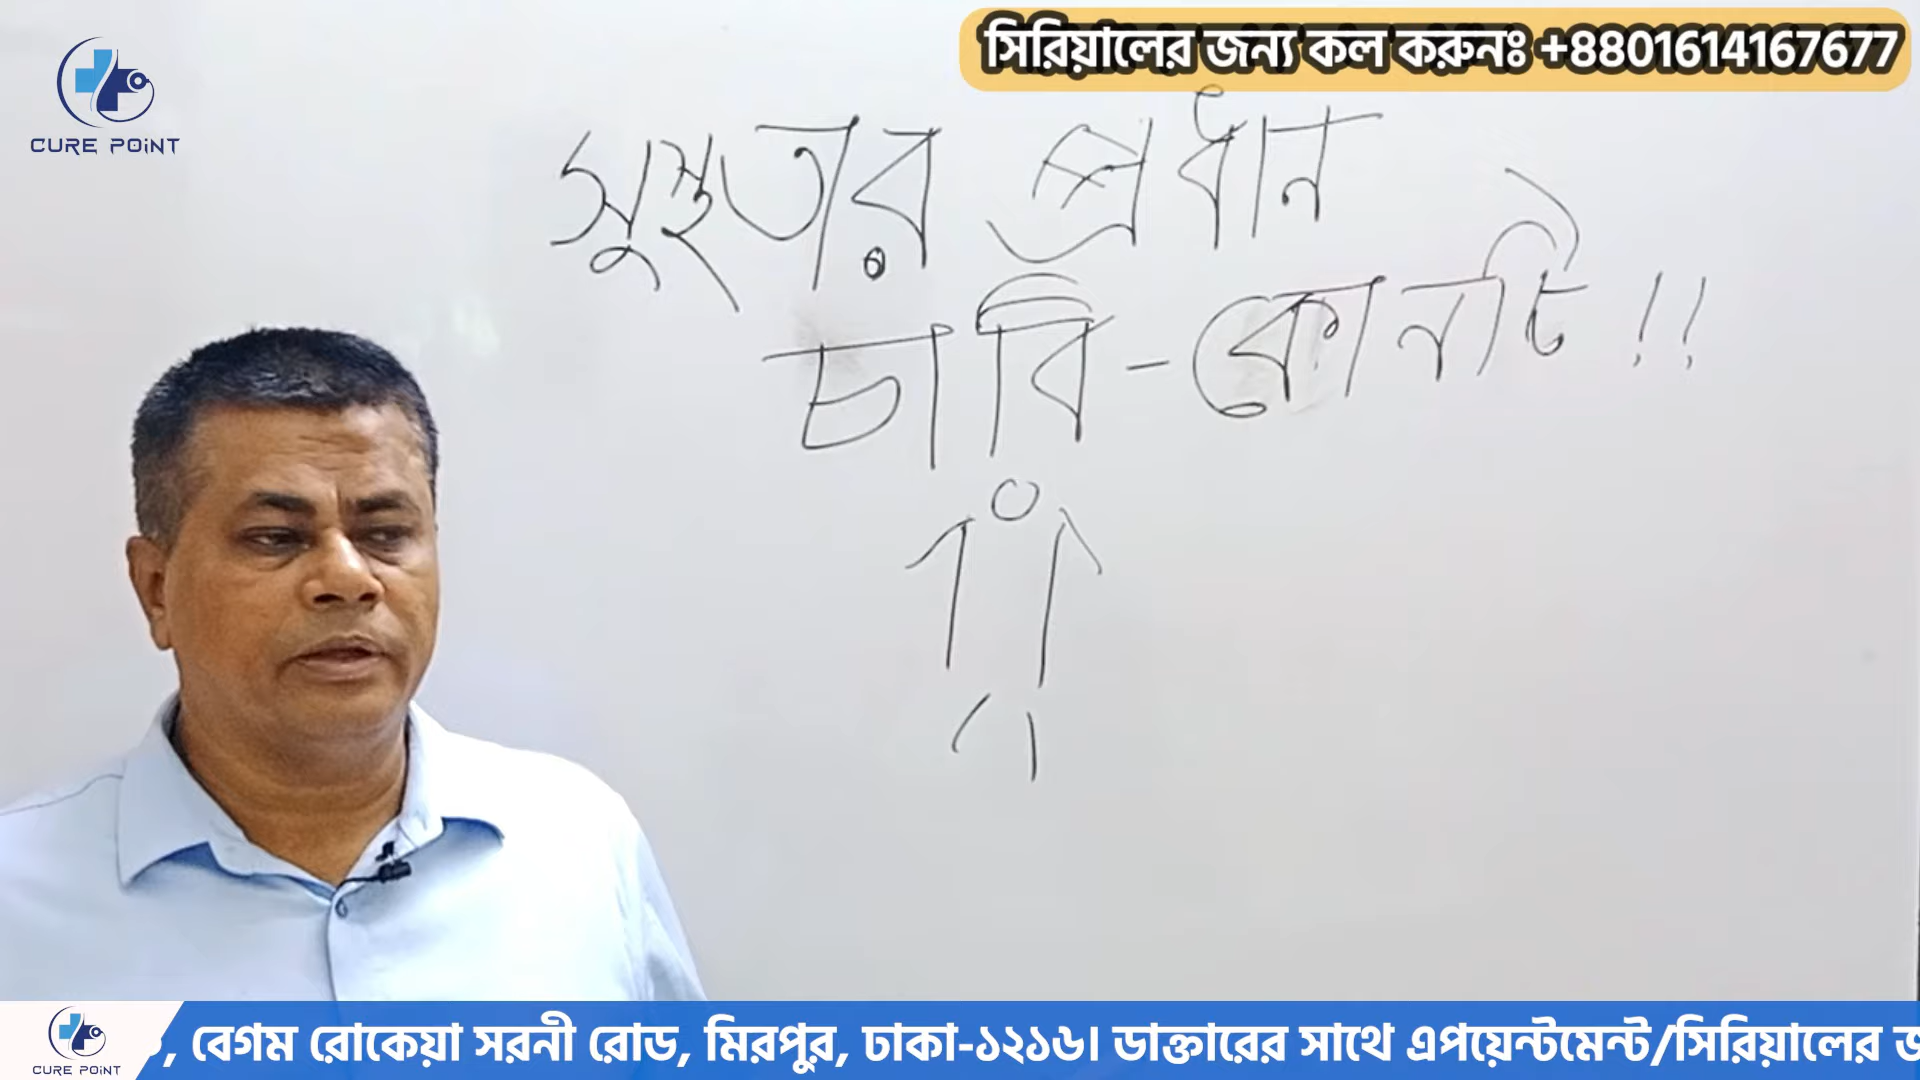 CURE POINT
সিরিয়ালের জন্য কল করুনঃ +8801614167677
সুস্থতার প্রধান
চাবি - কোনটি !!
, বেগম রোকেয়া সরনী রোড, মিরপুর, ঢাকা-১২১৬। ডাক্তারের সাথে এপয়েন্টমেন্ট/সিরিয়ালের
CURE POINT